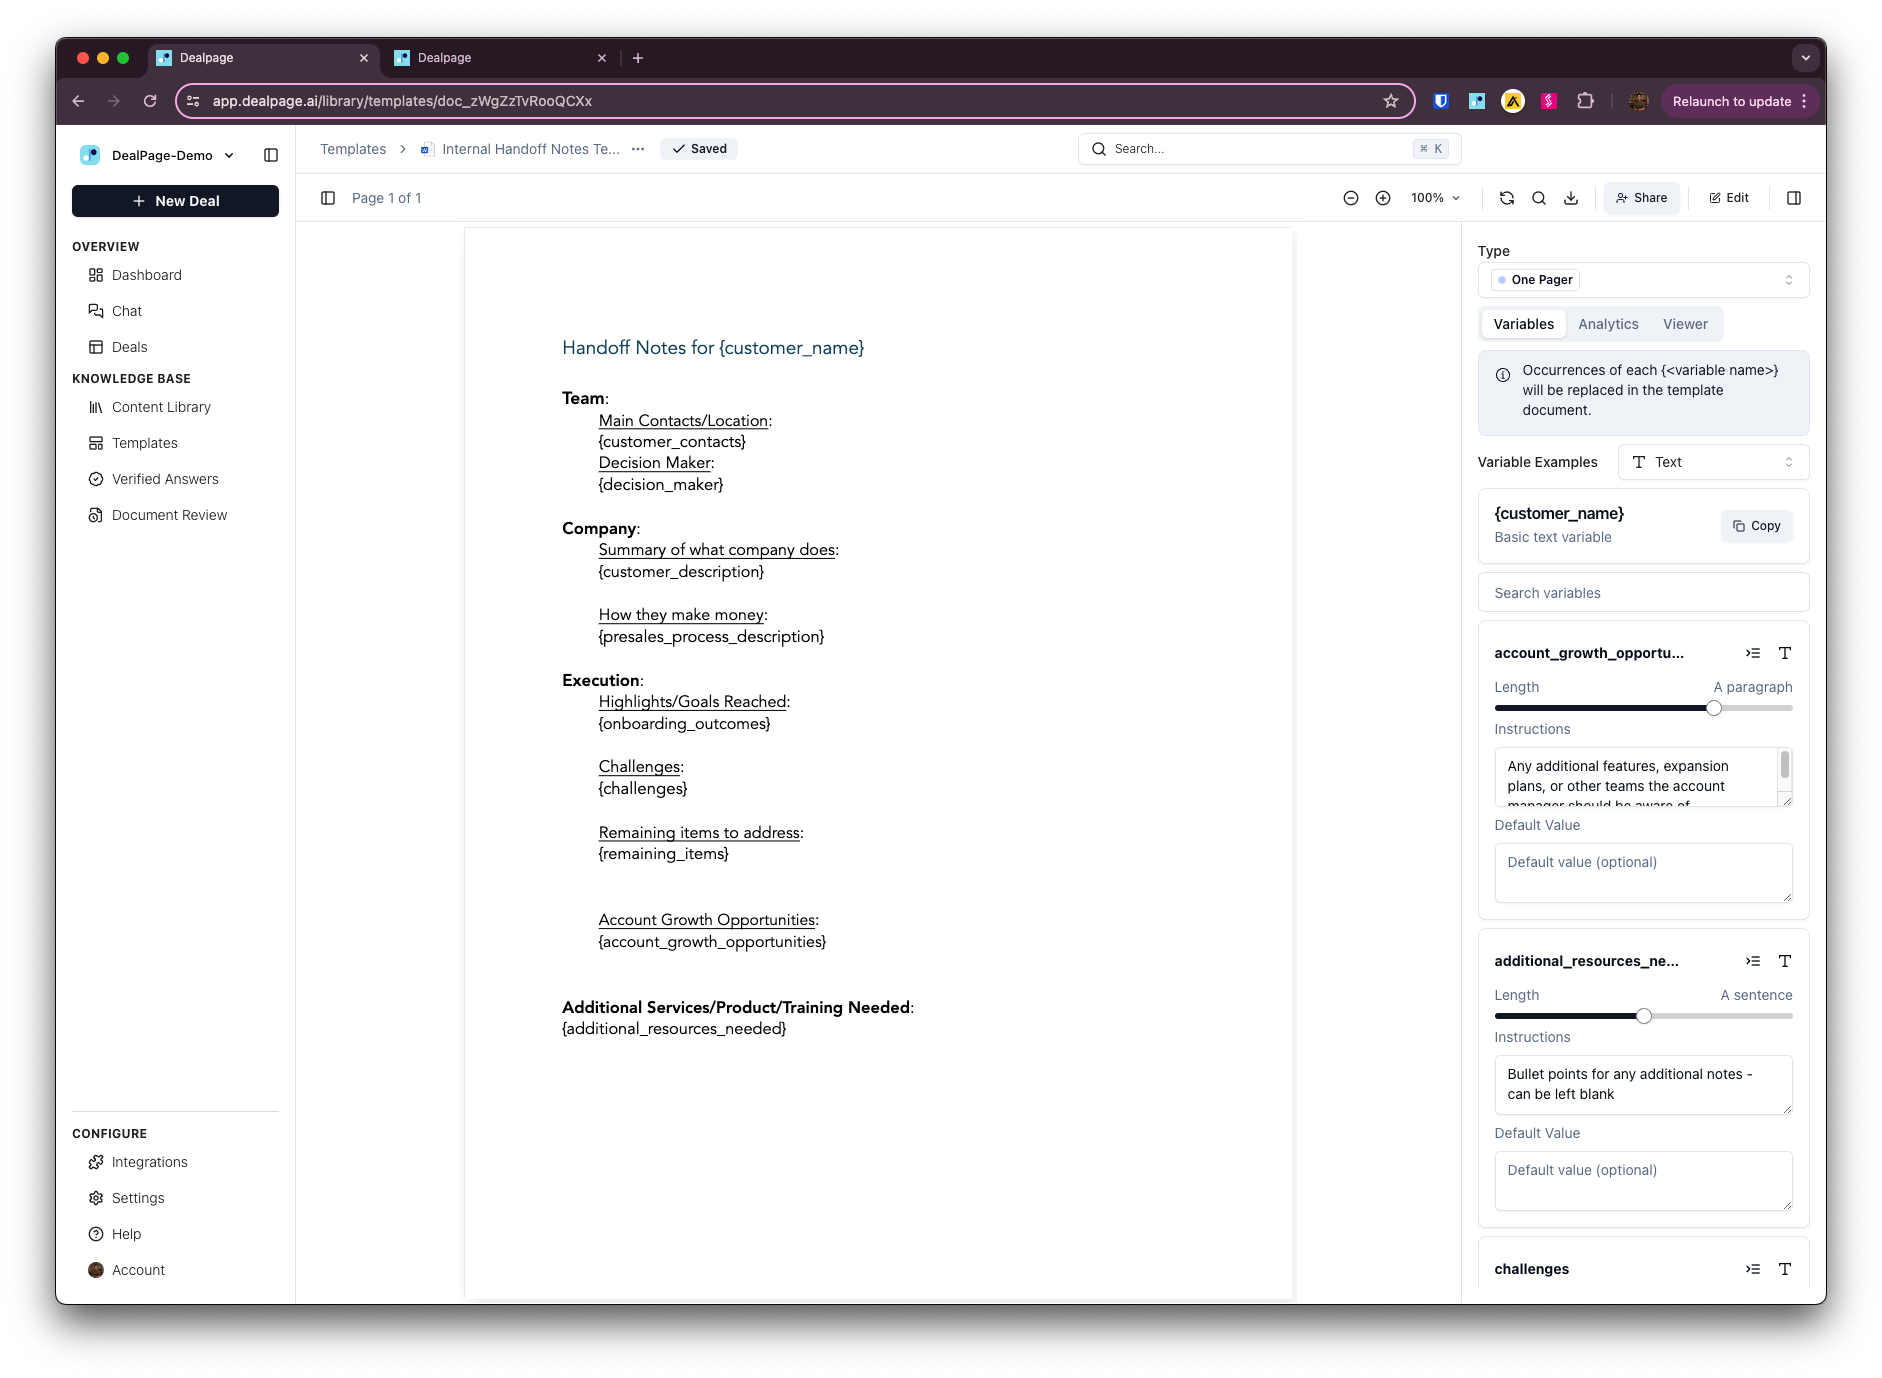 Dealpage
Dealpage
app.dealpage.ai/library/templates/doc_zWgZzTvRooQCXx
Relaunch to update
DealPage-Demo
New Deal
OVERVIEW
Dashboard
Chat
Deals
KNOWLEDGE BASE
Content Library
Templates
Verified Answers
Document Review
CONFIGURE
Integrations
Settings
Help
Account
Templates
Internal Handoff Notes Te...
Saved
Search...
⌘ K
Page 1 of 1
100%
Share
Edit
Handoff Notes for {customer_name}
Team:
Main Contacts/Location:
{customer_contacts}
Decision Maker:
{decision_maker}
Company:
Summary of what company does:
{customer_description}
How they make money:
{presales_process_description}
Execution:
Highlights/Goals Reached:
{onboarding_outcomes}
Challenges:
{challenges}
Remaining items to address:
{remaining_items}
Account Growth Opportunities:
{account_growth_opportunities}
Additional Services/Product/Training Needed:
{additional_resources_needed}
Type
One Pager
Variables
Analytics
Viewer
Occurrences of each {<variable name>}
will be replaced in the template
document.
Variable Examples
Text
{customer_name}
Basic text variable
Copy
Search variables
account_growth_opportu...
Length
A paragraph
Instructions
Any additional features, expansion
plans, or other teams the account
manager should be aware of
Default Value
Default value (optional)
additional_resources_ne...
Length
A sentence
Instructions
Bullet points for any additional notes -
can be left blank
Default Value
Default value (optional)
challenges